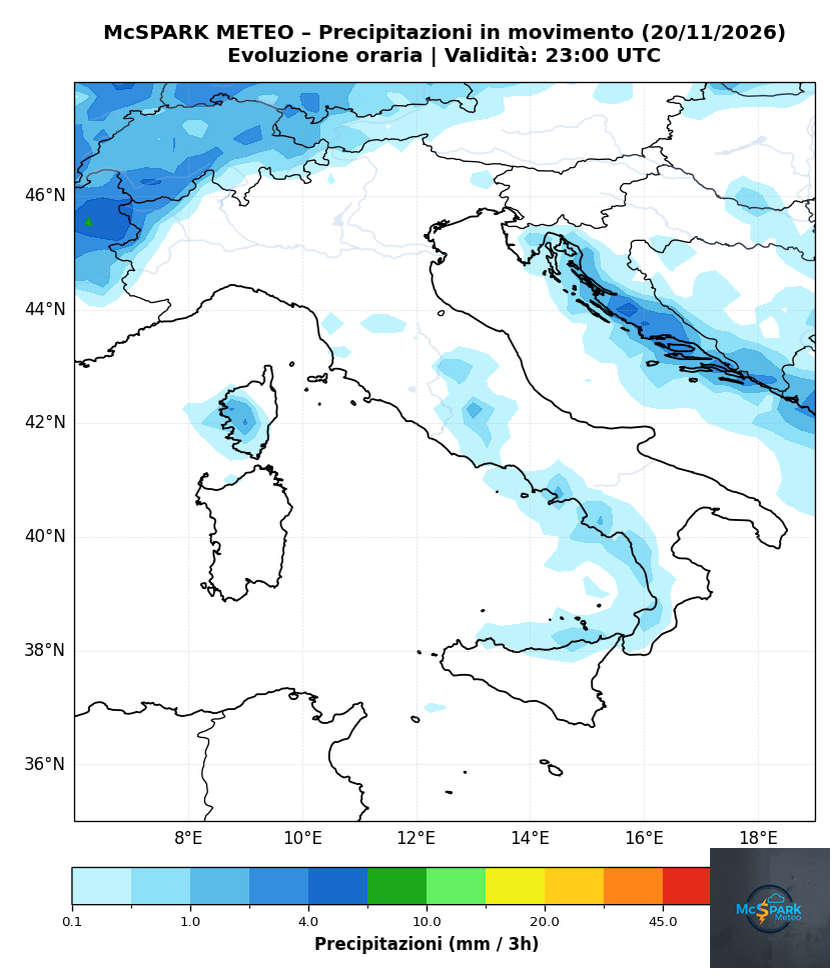 McSPARK METEO – Precipitazioni in movimento (20/11/2026)
Evoluzione oraria | Validità: 23:00 UTC
46°N
44°N
42°N
40°N
38°N
36°N
8°E 10°E 12°E 14°E 16°E 18°E
0.1 1.0 4.0 10.0 20.0 45.0
Precipitazioni (mm / 3h)
McSPARK
Meteo